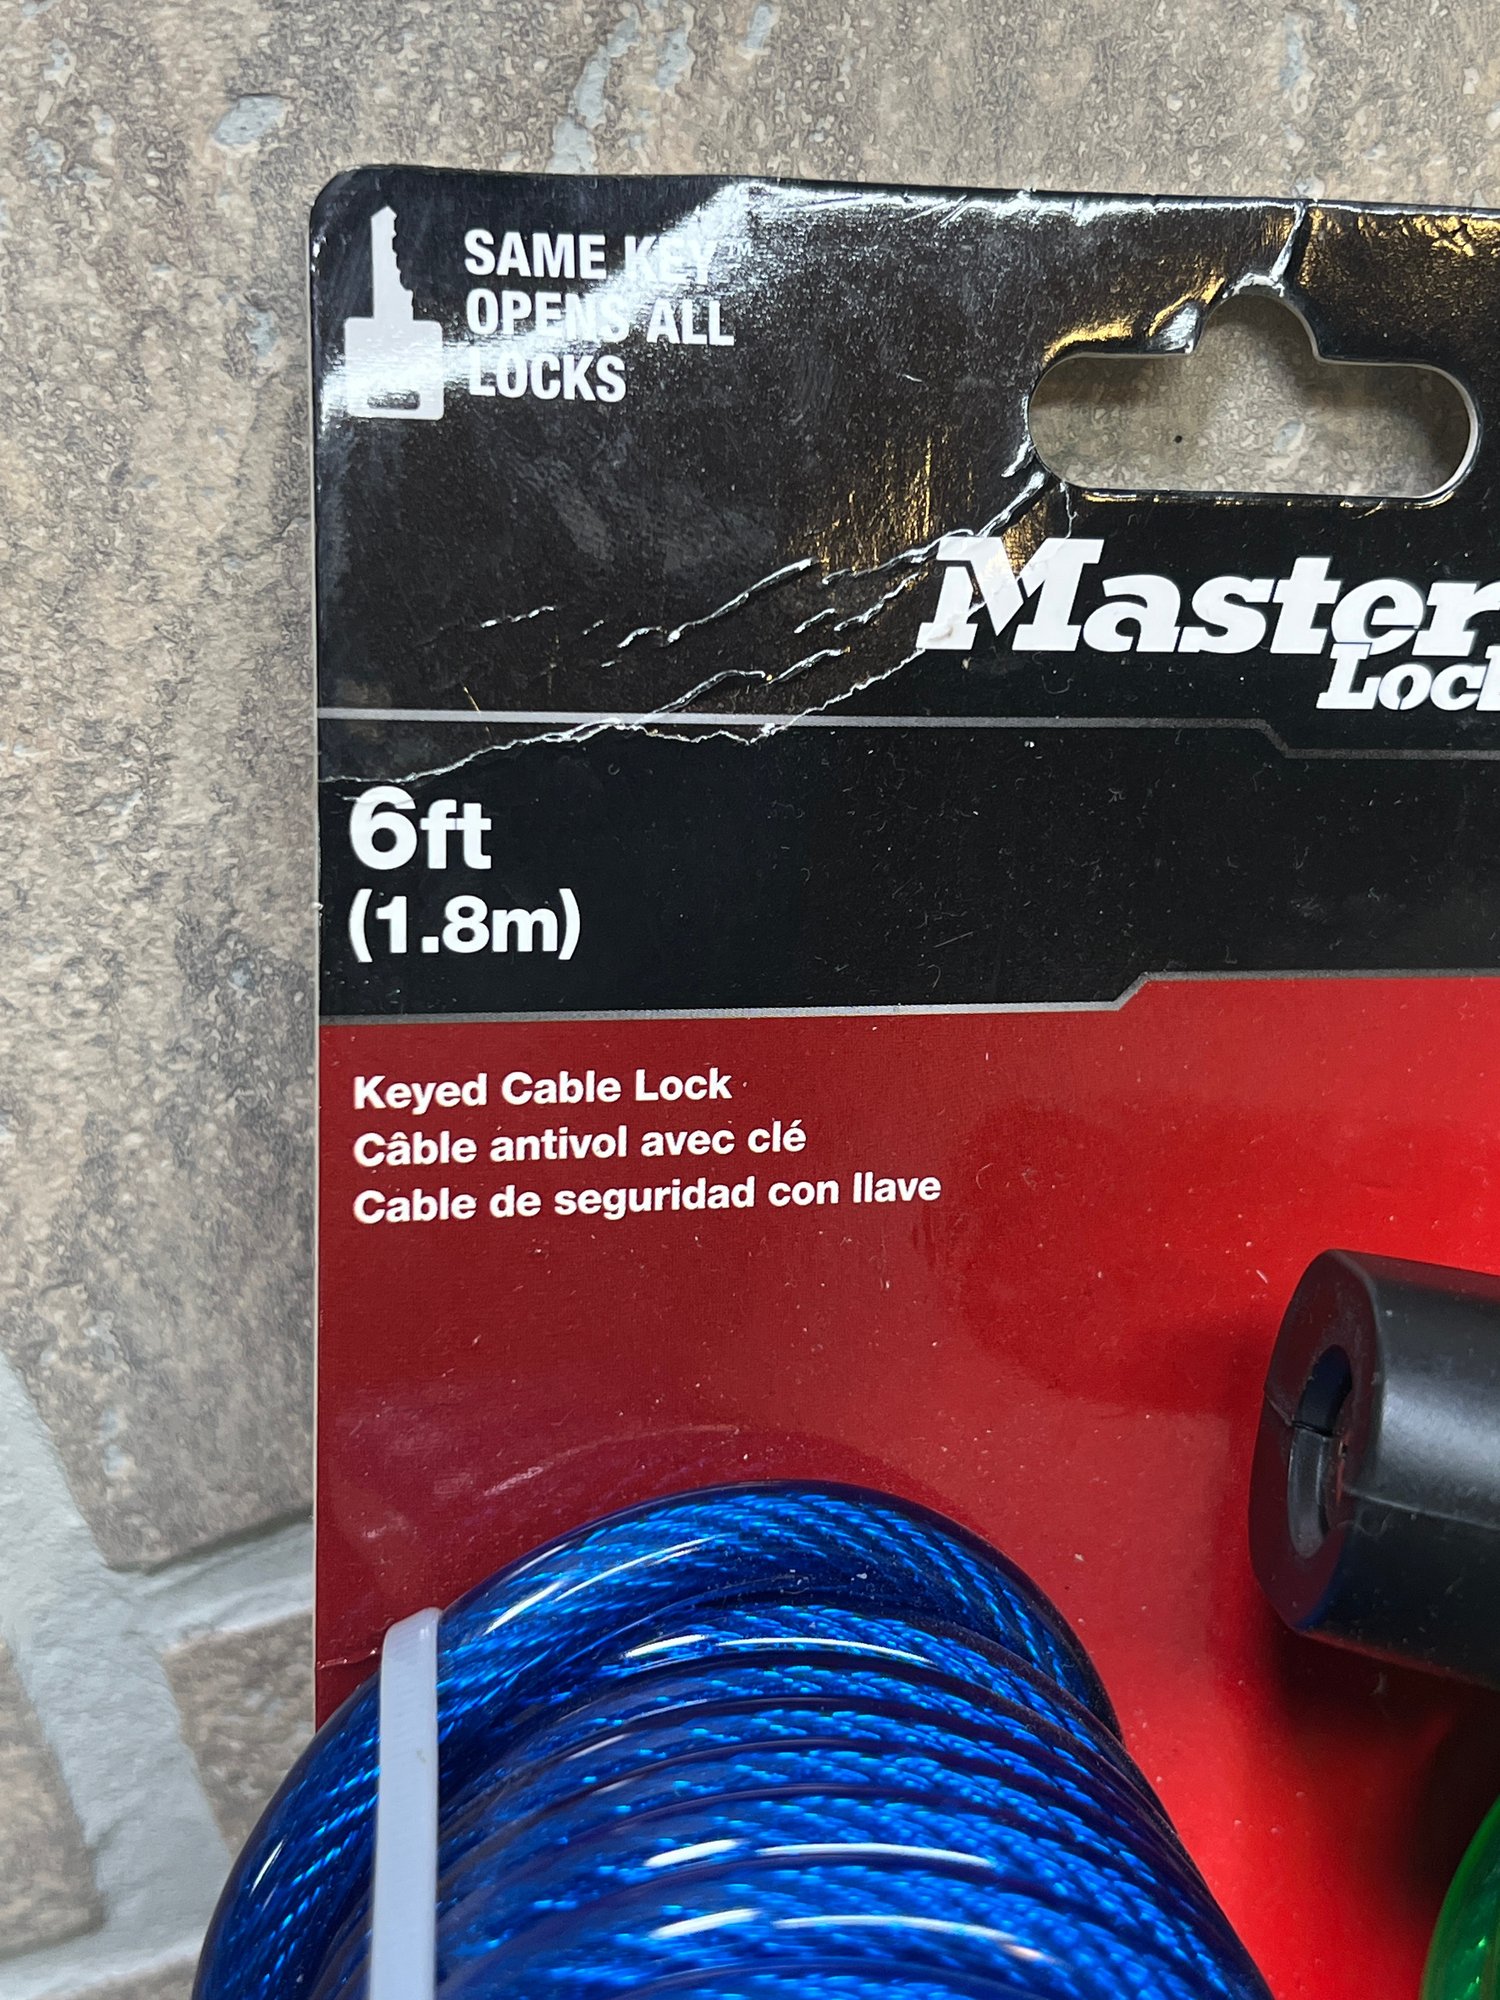 SAME KEY™
OPENS ALL
LOCKS
Master
Lock
6ft
(1.8m)
Keyed Cable Lock
Câble antivol avec clé
Cable de seguridad con llave